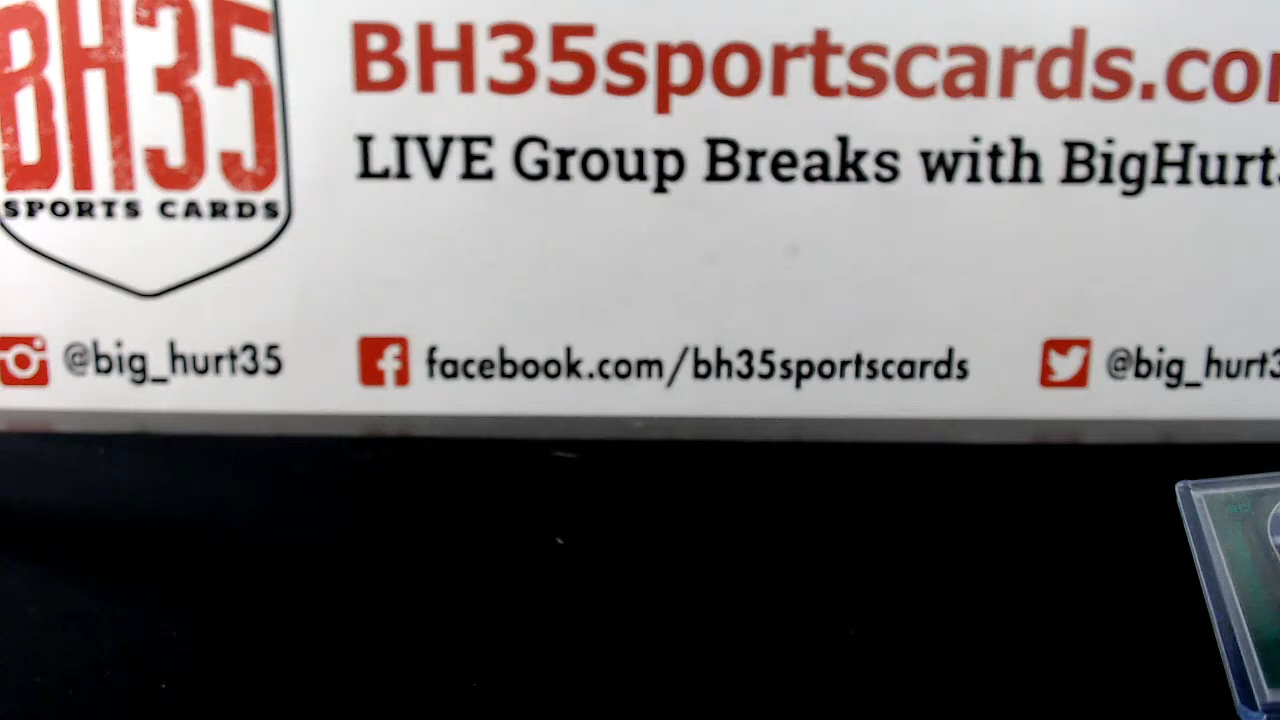 BH35
SPORTS CARDS
BH35sportscards.co
LIVE Group Breaks with BigHurt
@big_hurt35
facebook.com/bh35sportscards
@big_hurt3